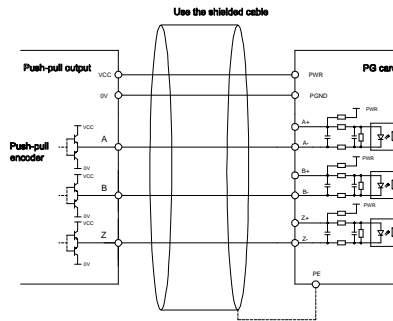 Use the shielded cable
Push-pull output
PG card
VCC
PWR
0V
PGND
PWR
A+
VCC
Push-pull
encoder
A
A-
0V
VCC
PWR
B+
B
B-
0V
VCC
PWR
Z+
Z
Z-
0V
PE